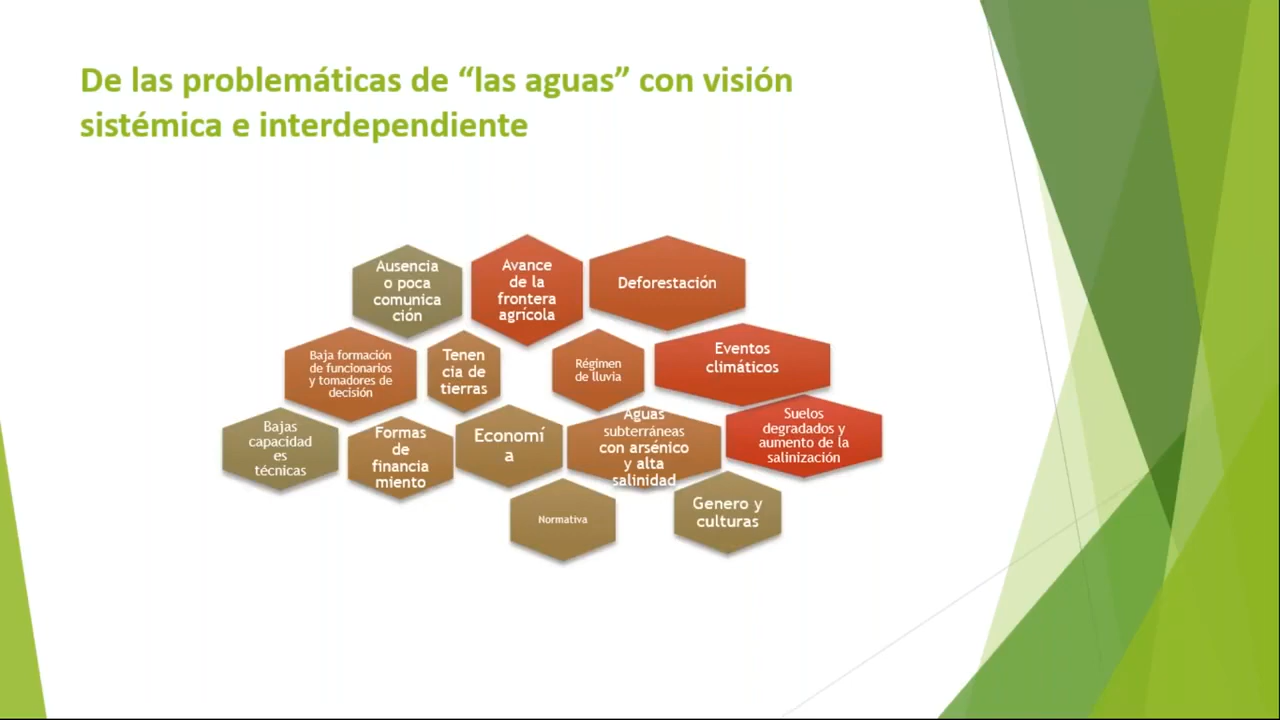 De las problemáticas de “las aguas” con visión
sistémica e interdependiente
Ausencia
o poca
comunica
ción
Avance
de la
frontera
agrícola
Deforestación
Baja formación
de funcionarios
y tomadores de
decisión
Tenen
cia de
tierras
Régimen
de lluvia
Eventos
climáticos
Bajas
capacidad
es
técnicas
Formas
de
financia
miento
Economí
a
Aguas
subterráneas
con arsénico
y alta
salinidad
Suelos
degradados y
aumento de la
salinización
Normativa
Genero y
culturas